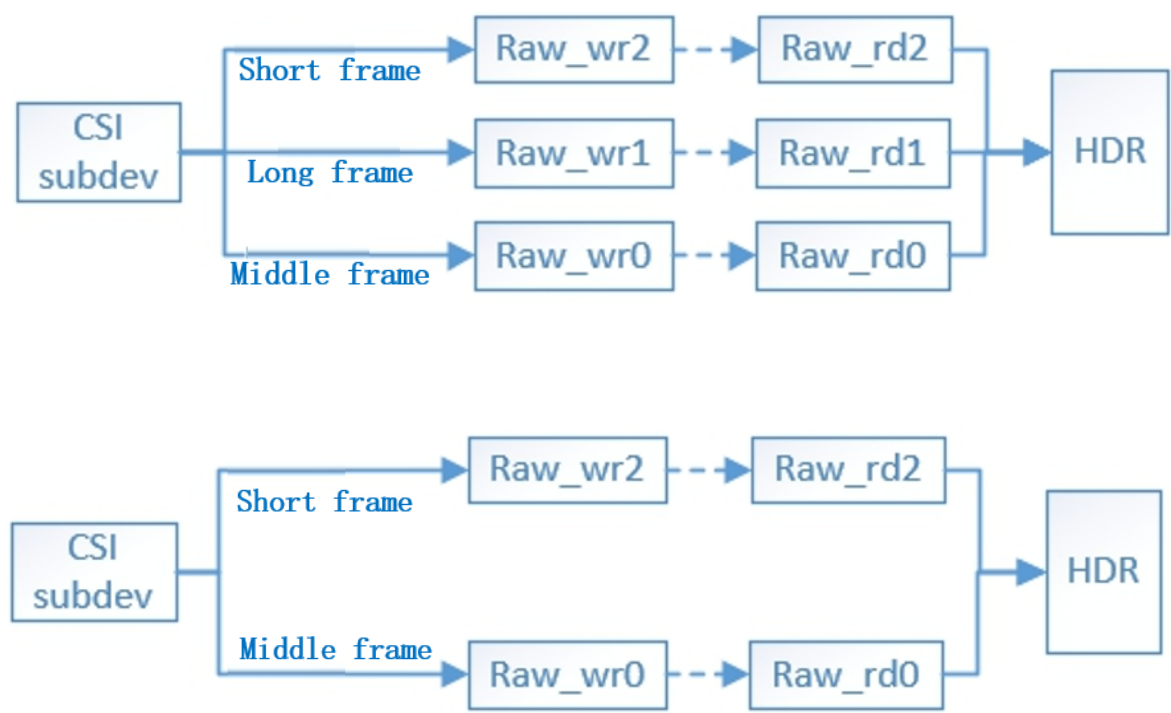 Raw_wr2
Raw_rd2
Short frame
CSI
subdev
Raw_wr1
Raw_rd1
HDR
Long frame
Raw_wr0
Raw_rd0
Middle frame
Raw_wr2
Raw_rd2
Short frame
CSI
subdev
HDR
Middle frame
Raw_wr0
Raw_rd0